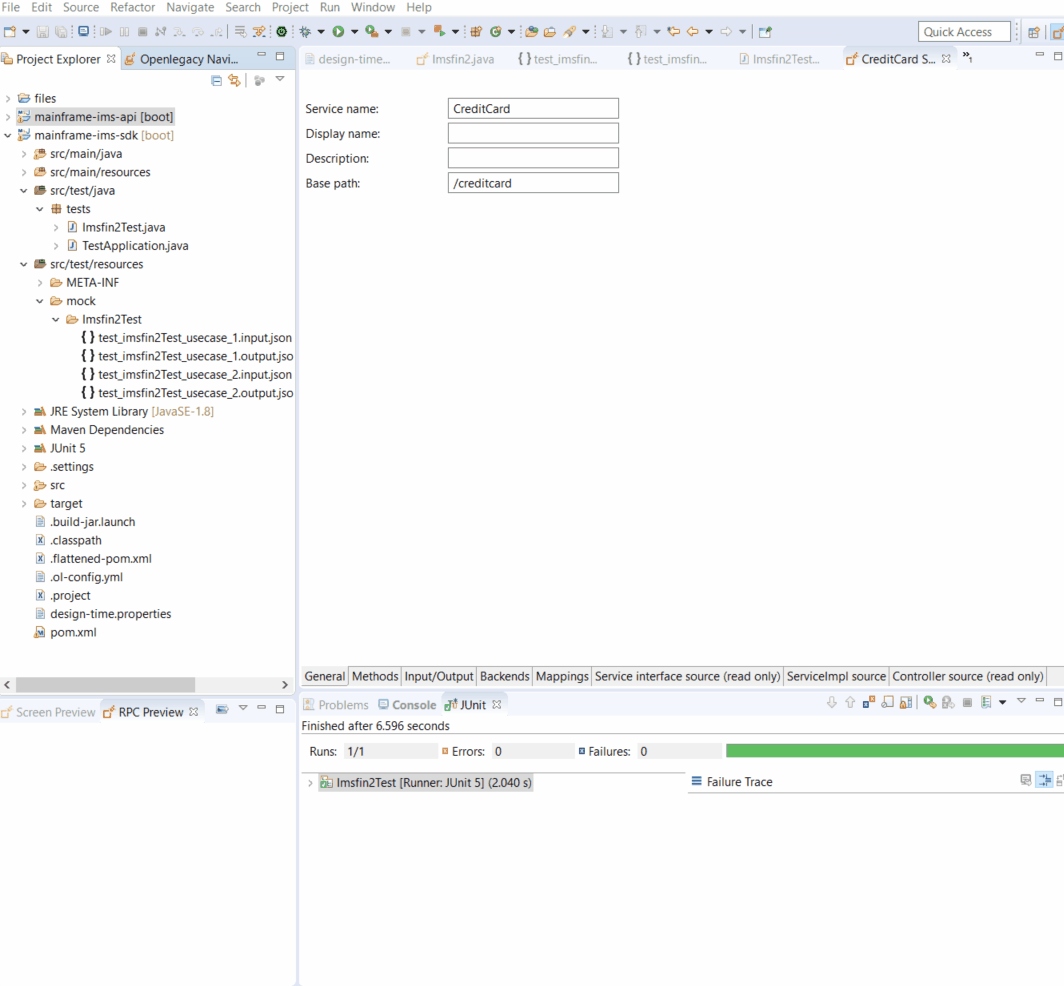 File Edit Source Refactor Navigate Search Project Run Window Help
Quick Access
Project Explorer Openlegacy Navi...
design-time... Imsfin2.java { } test_imsfin... { } test_imsfin... Imsfin2Test... CreditCard S... »1
files
mainframe-ims-api [boot]
mainframe-ims-sdk [boot]
src/main/java
src/main/resources
src/test/java
tests
Imsfin2Test.java
TestApplication.java
src/test/resources
META-INF
mock
Imsfin2Test
{ } test_imsfin2Test_usecase_1.input.json
{ } test_imsfin2Test_usecase_1.output.jso
{ } test_imsfin2Test_usecase_2.input.json
{ } test_imsfin2Test_usecase_2.output.jso
JRE System Library [JavaSE-1.8]
Maven Dependencies
JUnit 5
.settings
src
target
.build-jar.launch
.classpath
.flattened-pom.xml
.ol-config.yml
.project
design-time.properties
pom.xml
Service name: CreditCard
Display name:
Description:
Base path: /creditcard
General Methods Input/Output Backends Mappings Service interface source (read only) ServiceImpl source Controller source (read only)
Screen Preview RPC Preview
Problems Console JUnit
Finished after 6.596 seconds
Runs: 1/1 Errors: 0 Failures: 0
Imsfin2Test [Runner: JUnit 5] (2.040 s)
Failure Trace